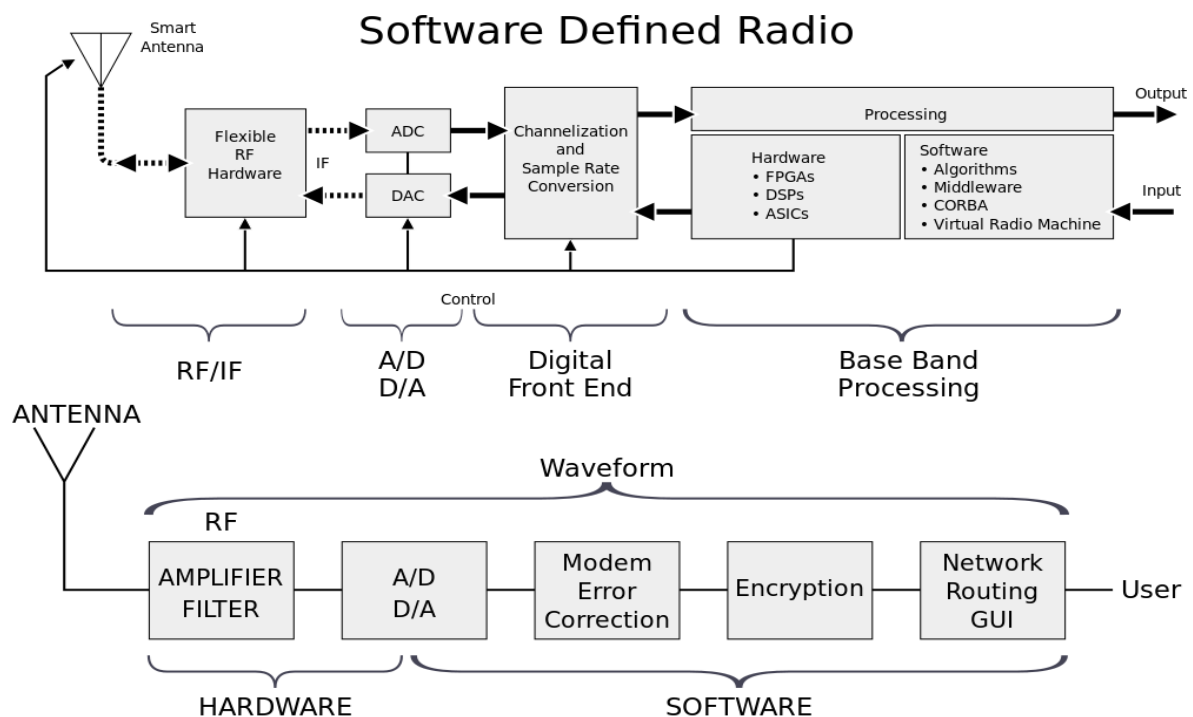 Software Defined Radio
Smart
Antenna
Flexible
RF
Hardware
IF
ADC
DAC
Channelization
and
Sample Rate
Conversion
Processing
Hardware
• FPGAs
• DSPs
• ASICs
Software
• Algorithms
• Middleware
• CORBA
• Virtual Radio Machine
Output
Input
Control
RF/IF
A/D
D/A
Digital
Front End
Base Band
Processing
ANTENNA
Waveform
RF
AMPLIFIER
FILTER
A/D
D/A
Modem
Error
Correction
Encryption
Network
Routing
GUI
User
HARDWARE
SOFTWARE